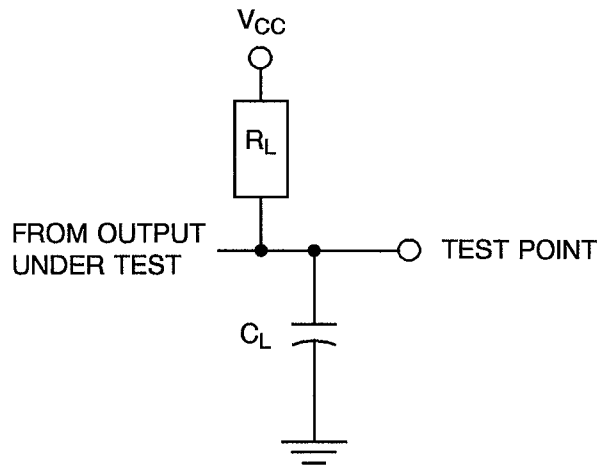 VCC
RL
FROM OUTPUT
UNDER TEST
TEST POINT
CL